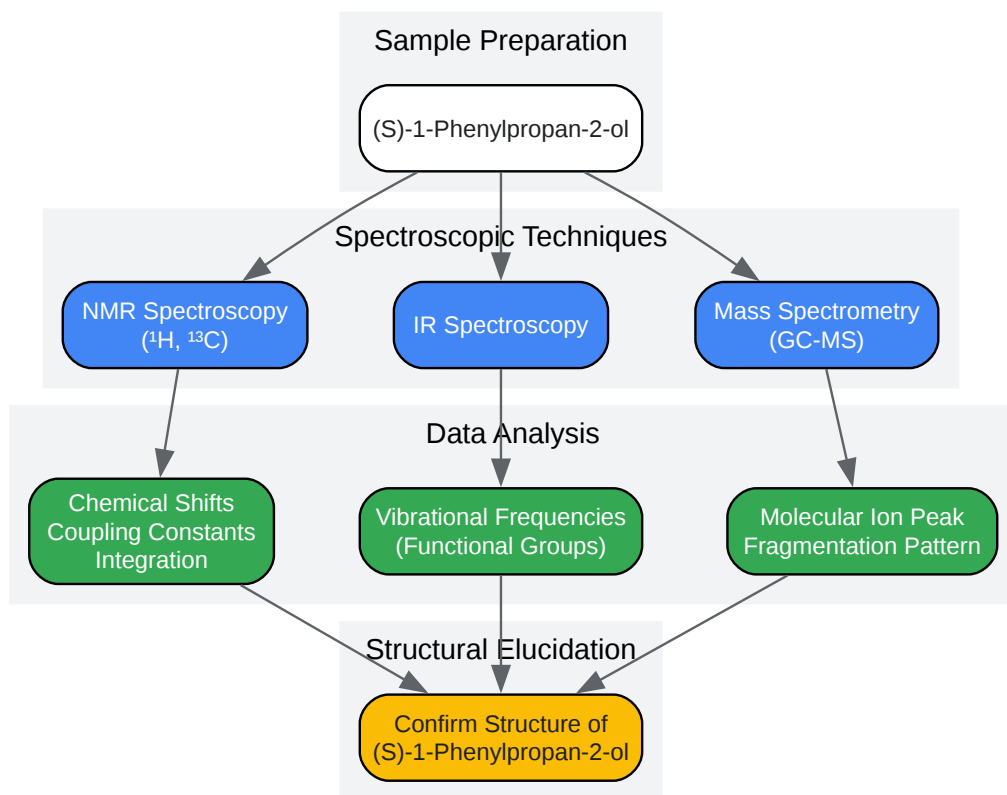 Sample Preparation
(S)-1-Phenylpropan-2-ol
Spectroscopic Techniques
NMR Spectroscopy
(¹H, ¹³C)
IR Spectroscopy
Mass Spectrometry
(GC-MS)
Data Analysis
Chemical Shifts
Coupling Constants
Integration
Vibrational Frequencies
(Functional Groups)
Molecular Ion Peak
Fragmentation Pattern
Structural Elucidation
Confirm Structure of
(S)-1-Phenylpropan-2-ol